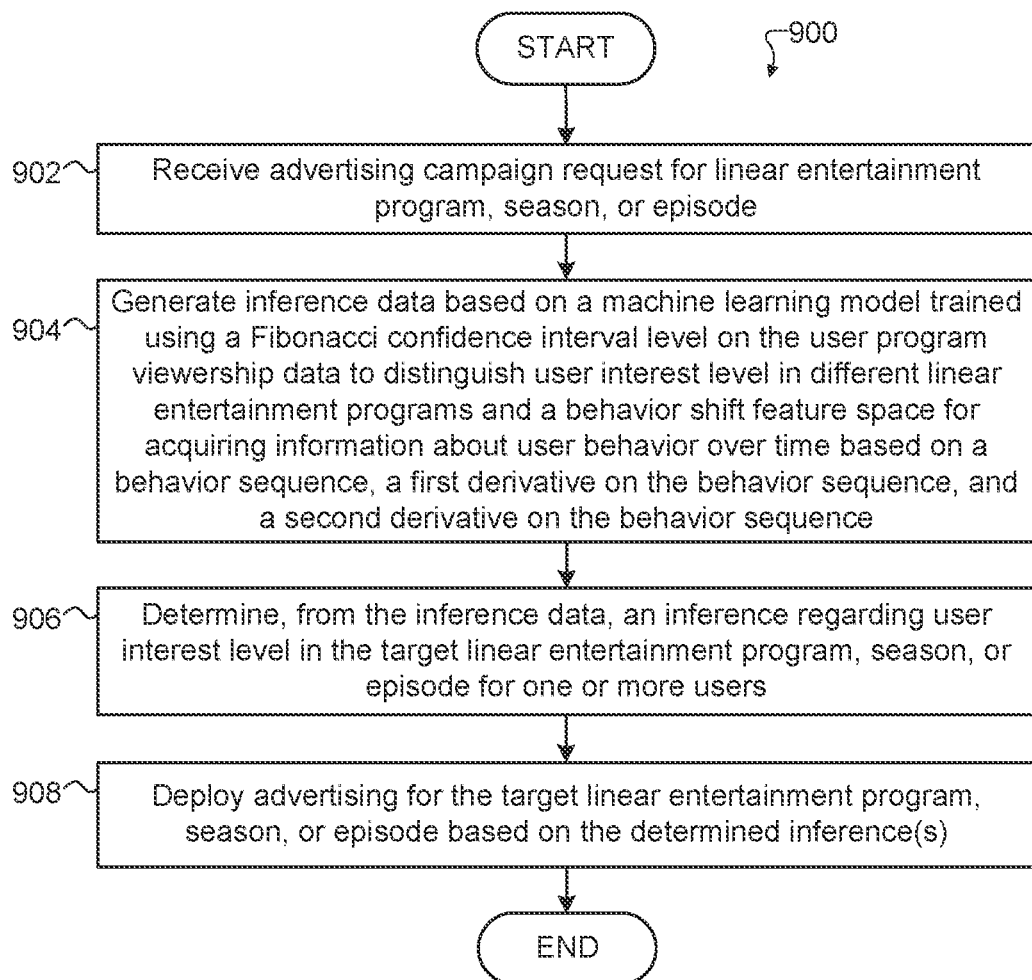 START
900
902
Receive advertising campaign request for linear entertainment
program, season, or episode
904
Generate inference data based on a machine learning model trained
using a Fibonacci confidence interval level on the user program
viewership data to distinguish user interest level in different linear
entertainment programs and a behavior shift feature space for
acquiring information about user behavior over time based on a
behavior sequence, a first derivative on the behavior sequence, and
a second derivative on the behavior sequence
906
Determine, from the inference data, an inference regarding user
interest level in the target linear entertainment program, season, or
episode for one or more users
908
Deploy advertising for the target linear entertainment program,
season, or episode based on the determined inference(s)
END